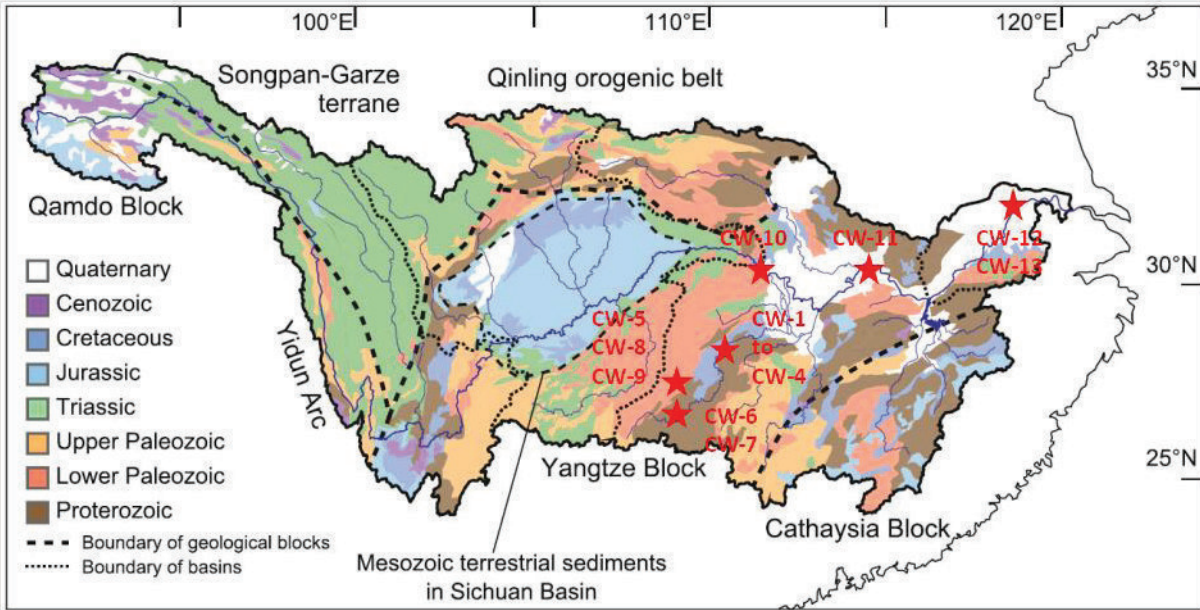 100°E
110°E
120°E
35°N
30°N
25°N
Songpan-Garze
terrane
Qinling orogenic belt
Qamdo Block
Quaternary
Cenozoic
Cretaceous
Jurassic
Triassic
Upper Paleozoic
Lower Paleozoic
Proterozoic
Boundary of geological blocks
Boundary of basins
Yidun Arc
CW-10
CW-11
CW-12
CW-13
CW-5
CW-8
CW-9
CW-1
to
CW-4
CW-6
CW-7
Yangtze Block
Cathaysia Block
Mesozoic terrestrial sediments
in Sichuan Basin